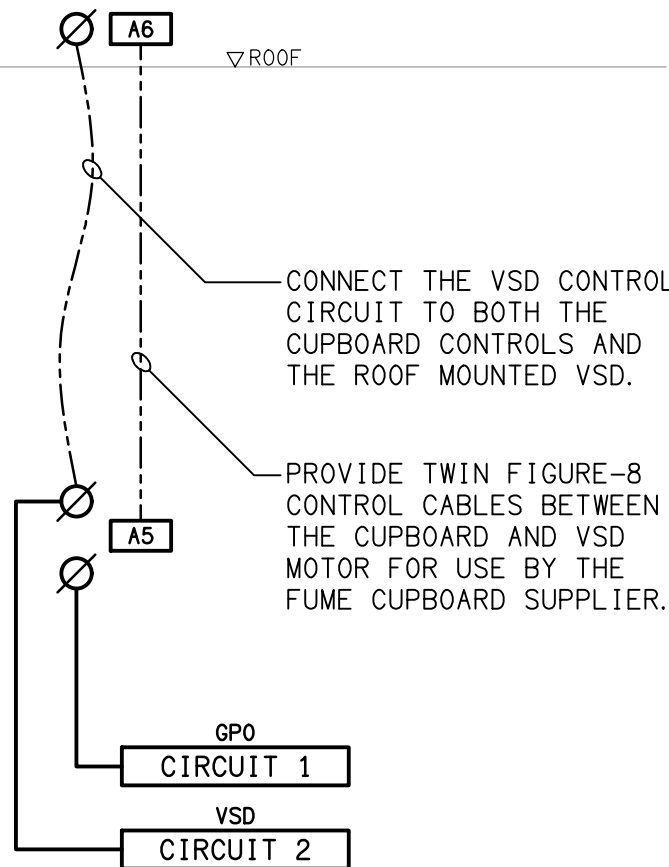 A6
ROOF
CONNECT THE VSD CONTROL
CIRCUIT TO BOTH THE
CUPBOARD CONTROLS AND
THE ROOF MOUNTED VSD.
PROVIDE TWIN FIGURE-8
CONTROL CABLES BETWEEN
THE CUPBOARD AND VSD
MOTOR FOR USE BY THE
FUME CUPBOARD SUPPLIER.
A5
GPO
CIRCUIT 1
VSD
CIRCUIT 2